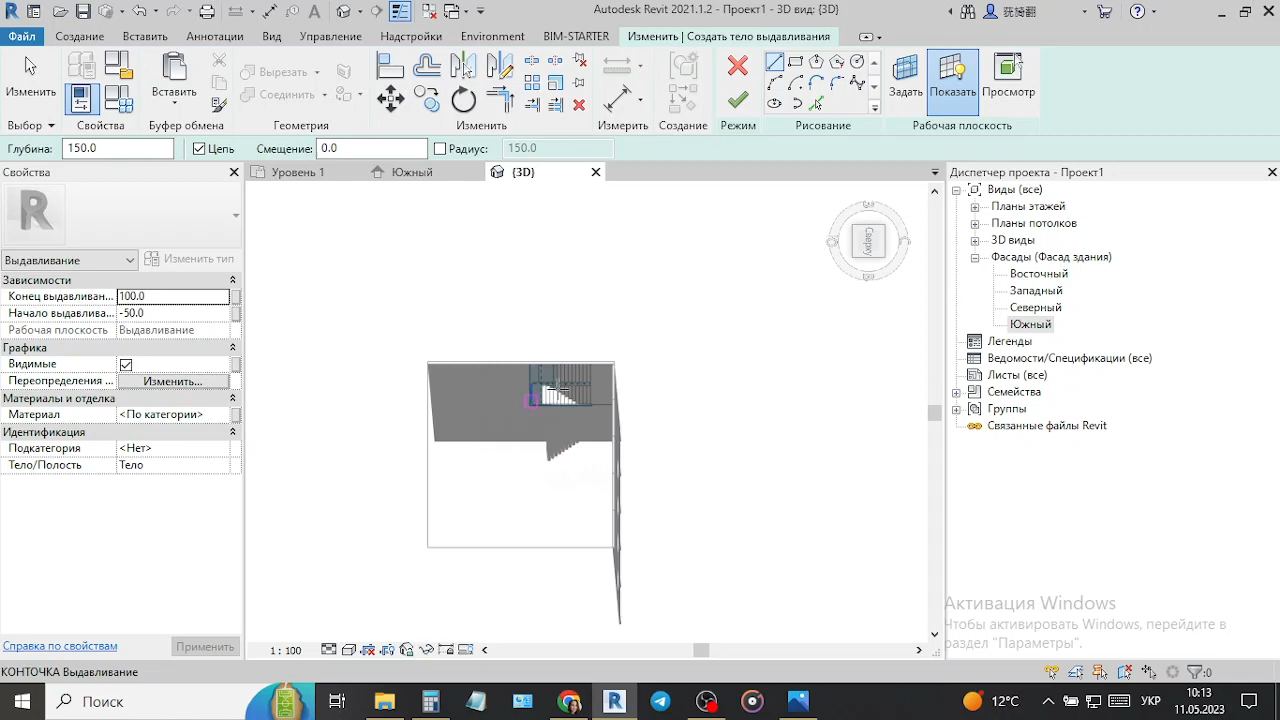 Autodesk Revit 2021.1.2 - Проект1 - 3D вид: {3D}
Файл Создание Вставить Аннотации Вид Управление Надстройки Environment BIM-STARTER Изменить | Создать тело выдавливания
Изменить Вставить Вырезать Соединить Задать Показать Просмотр
Выбор Свойства Буфер обмена Геометрия Изменить Измерить Создание Режим Рисование Рабочая плоскость
Глубина: 150.0 Цепь Смещение: 0.0 Радиус: 150.0
Свойства
Уровень 1 Южный {3D}
Диспетчер проекта - Проект1
Выдавливание Изменить тип
Зависимости
Конец выдавливан... 100.0
Начало выдавлива... -50.0
Рабочая плоскость Выдавливание
Графика
Видимые
Переопределения ... Изменить...
Материалы и отделка
Материал <По категории>
Идентификация
Подкатегория <Нет>
Тело/Полость Тело
Справка по свойствам Применить
Сверху
1 : 100
Виды (все)
Планы этажей
Планы потолков
3D виды
Фасады (Фасад здания)
Восточный
Западный
Северный
Южный
Легенды
Ведомости/Спецификации (все)
Листы (все)
Семейства
Группы
Связанные файлы Revit
Активация Windows
Чтобы активировать Windows, перейдите в
раздел "Параметры".
КОНТОЧКА Выдавливание
:0
Поиск
12°C
УКР
10:13
11.05.2023